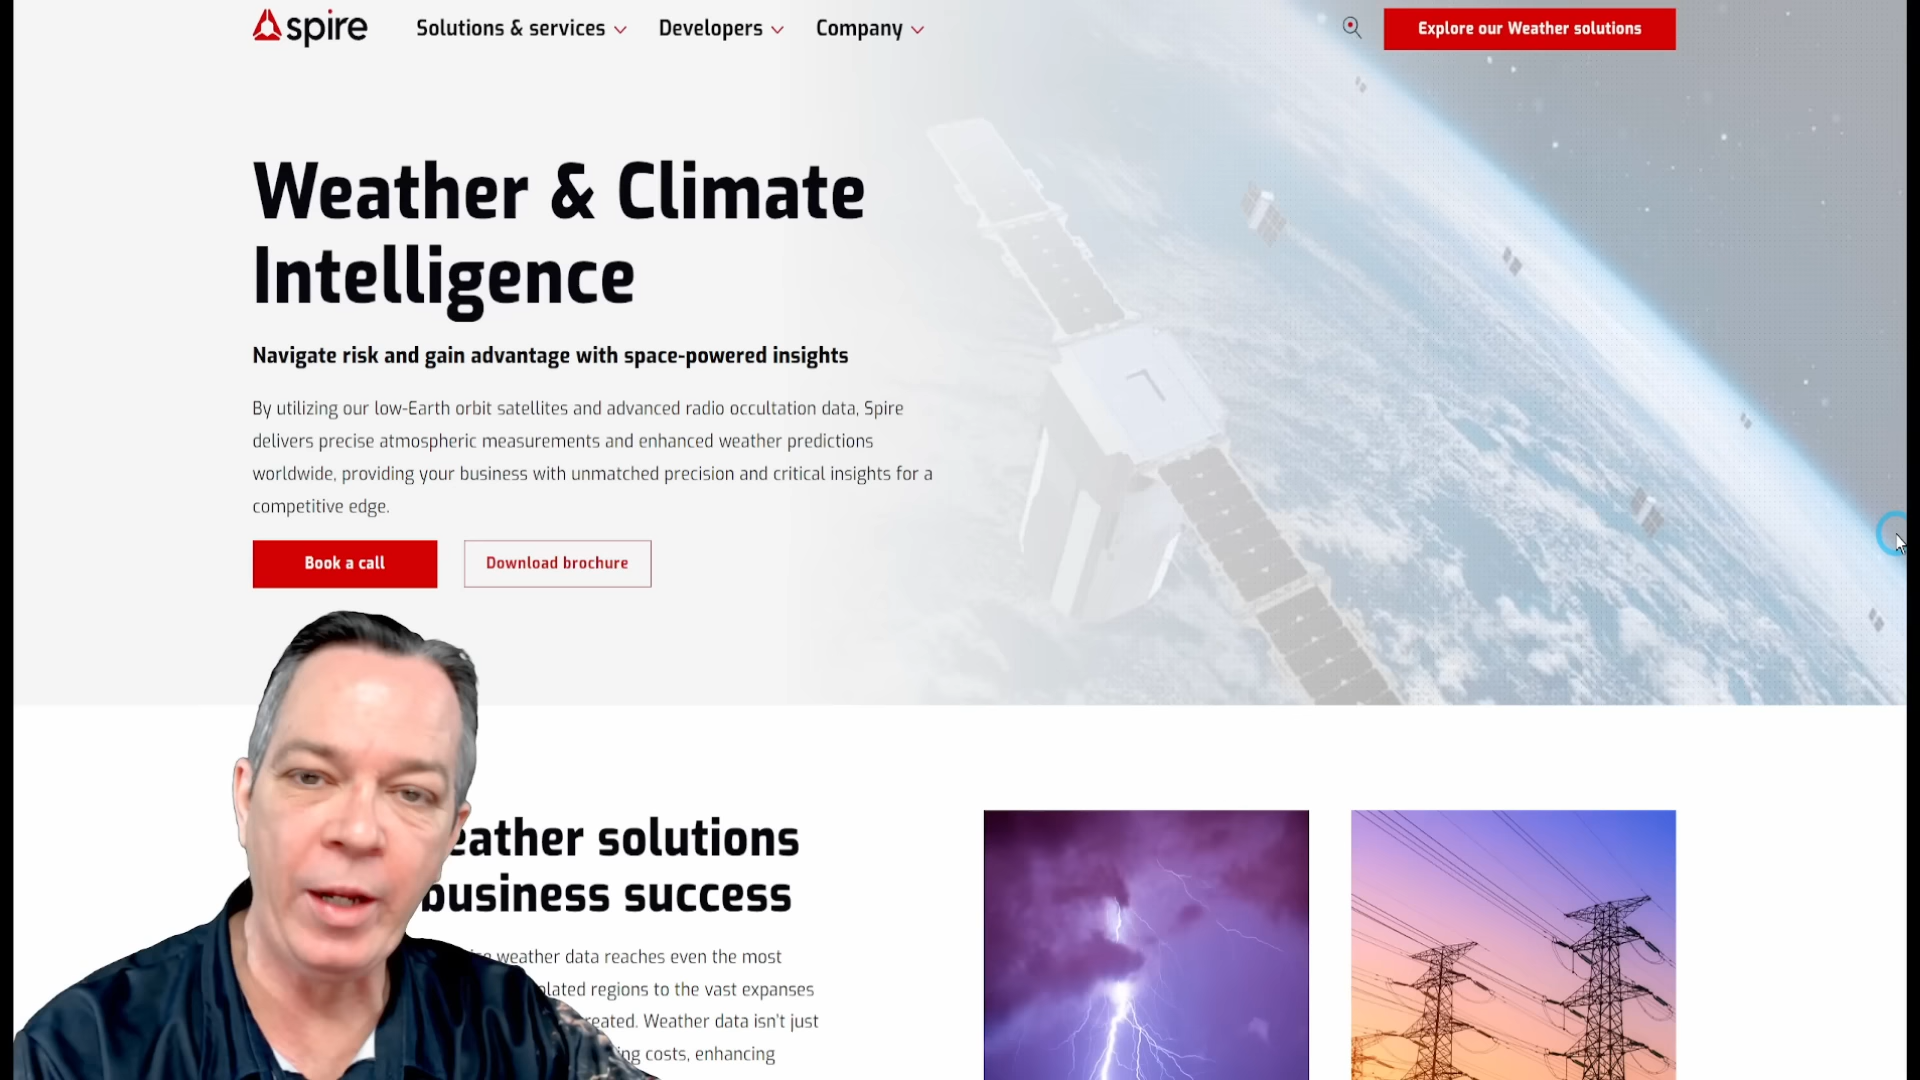 spire
Solutions & services
Developers
Company
Explore our Weather solutions
Weather & Climate
Intelligence
Navigate risk and gain advantage with space-powered insights
By utilizing our low-Earth orbit satellites and advanced radio occultation data, Spire
delivers precise atmospheric measurements and enhanced weather predictions
worldwide, providing your business with unmatched precision and critical insights for a
competitive edge.
Book a call
Download brochure
eather solutions
business success
weather data reaches even the most
lated regions to the vast expanses
reated. Weather data isn't just
ng costs, enhancing